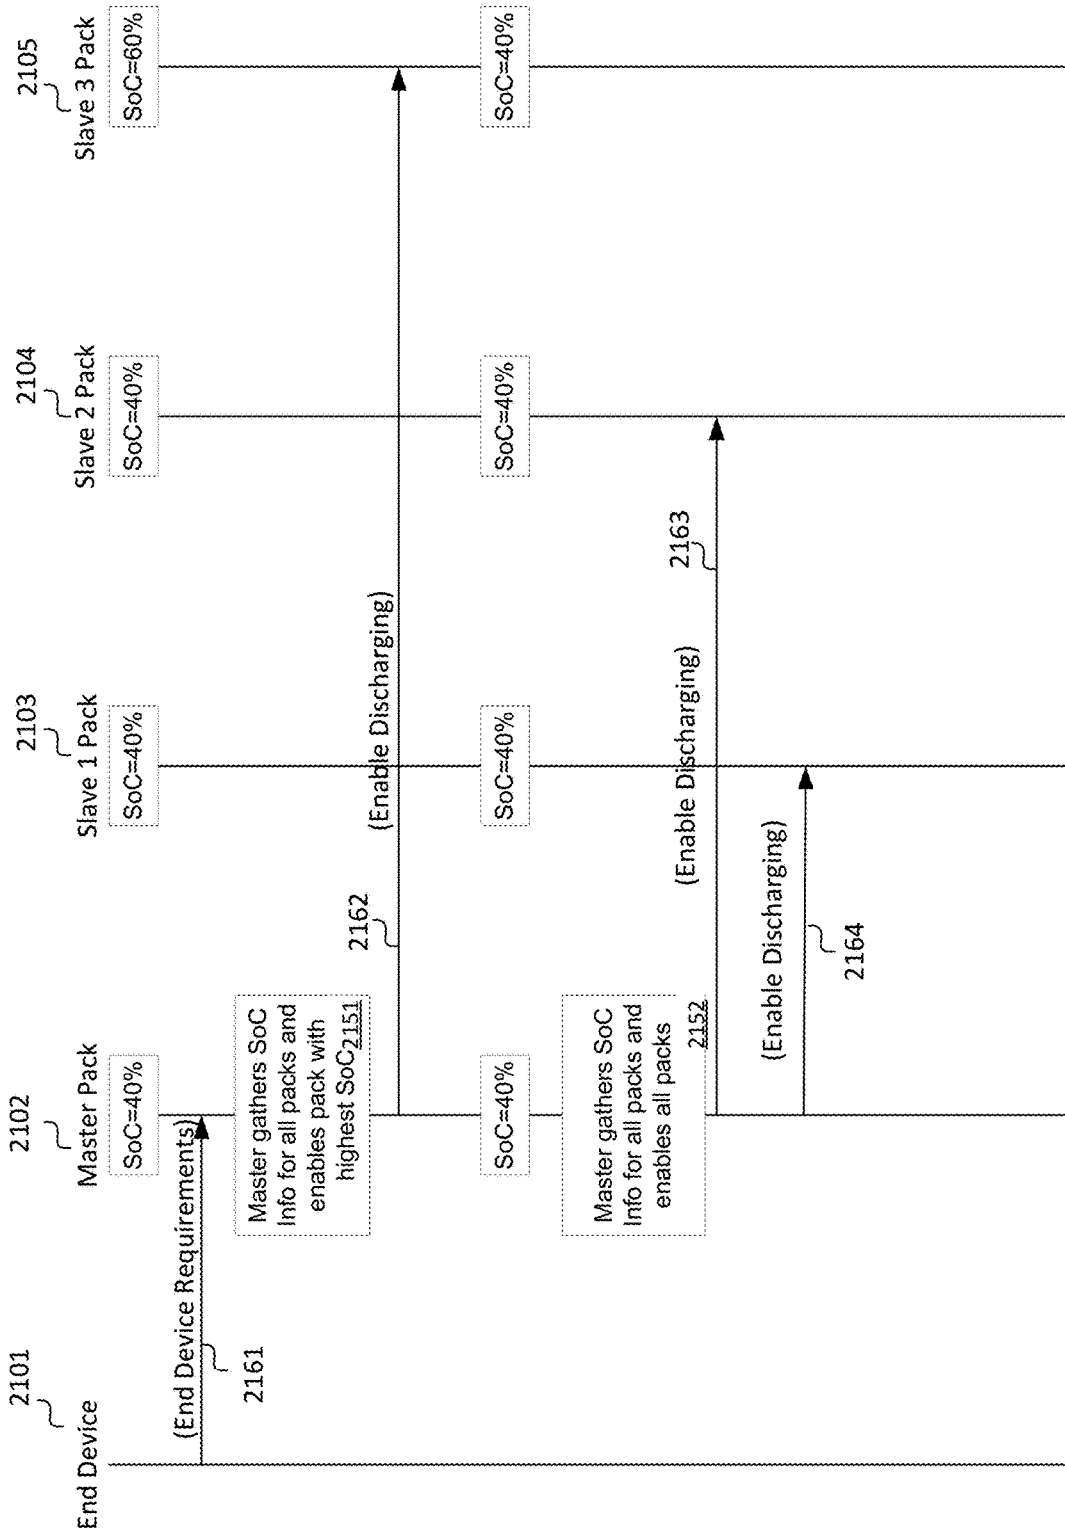 2101
End Device
2102
Master Pack
2103
Slave 1 Pack
2104
Slave 2 Pack
2105
Slave 3 Pack
SoC=40%
SoC=40%
SoC=40%
SoC=60%
(End Device Requirements)
2161
Master gathers SoC
Info for all packs and
enables pack with
highest SoC 2151
2162
(Enable Discharging)
SoC=40%
SoC=40%
SoC=40%
SoC=40%
Master gathers SoC
Info for all packs and
enables all packs
2152
(Enable Discharging)
2163
(Enable Discharging)
2164